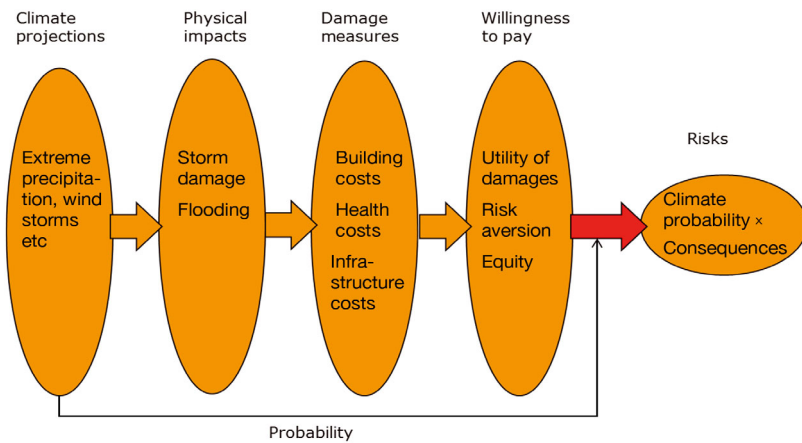 Climate
projections
Physical
impacts
Damage
measures
Willingness
to pay
Risks
Extreme
precipita-
tion, wind
storms
etc
Storm
damage
Flooding
Building
costs
Health
costs
Infra-
structure
costs
Utility of
damages
Risk
aversion
Equity
Climate
probability ×
Consequences
Probability